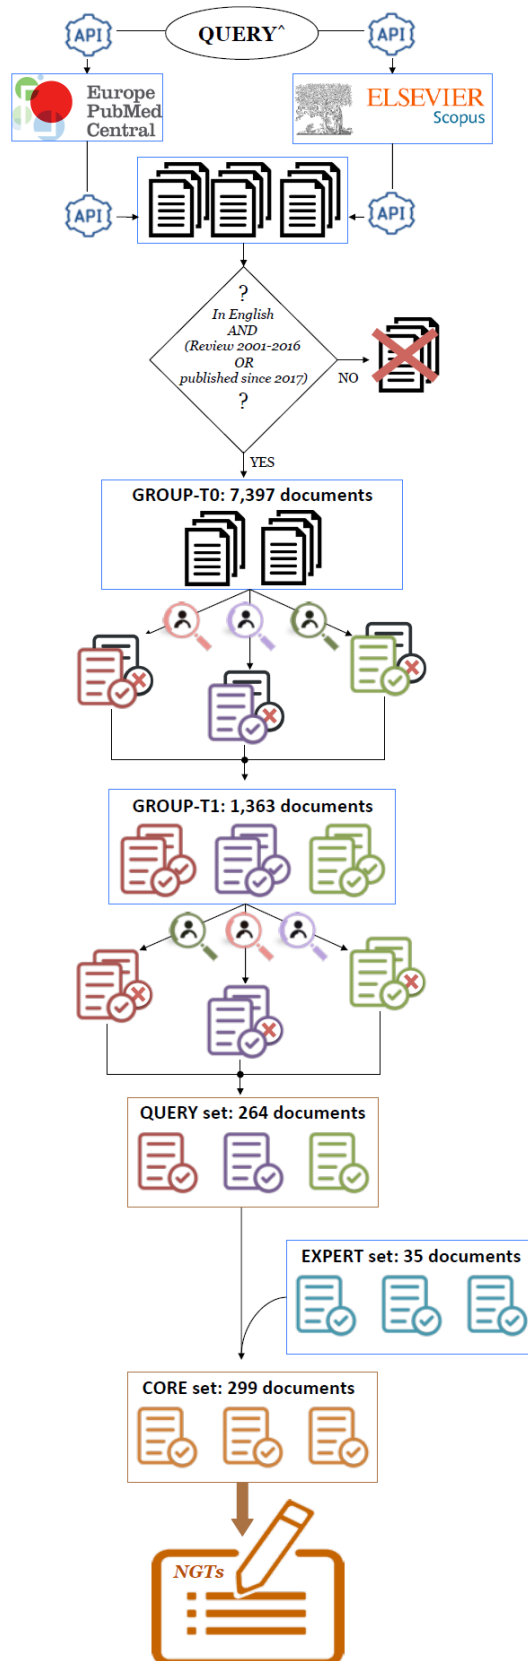 API
QUERY^
API
Europe
PubMed
Central
ELSEVIER
Scopus
API
API
?
In English
AND
(Review 2001-2016
OR
published since 2017)
?
NO
YES
GROUP-T0: 7,397 documents
GROUP-T1: 1,363 documents
QUERY set: 264 documents
EXPERT set: 35 documents
CORE set: 299 documents
NGTs